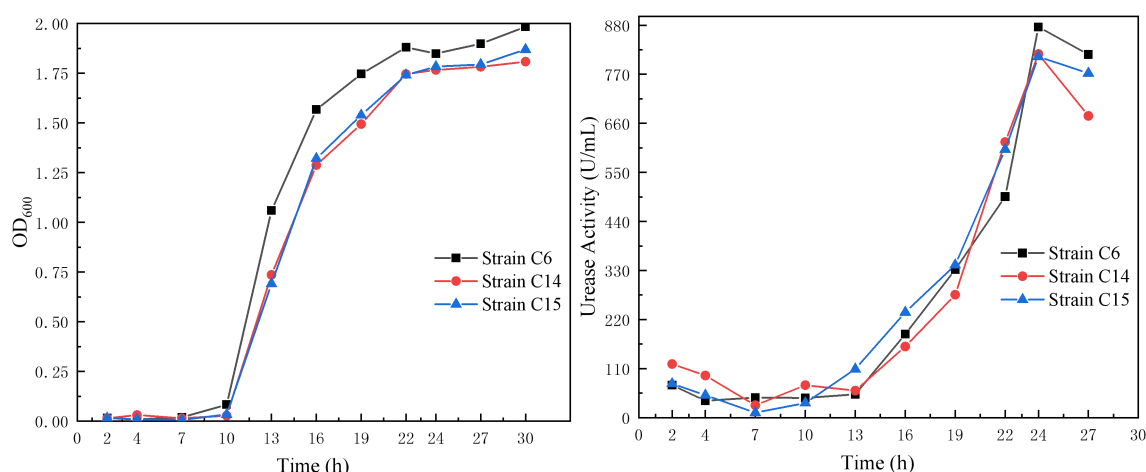 OD600
2.00
1.75
1.50
1.25
1.00
0.75
0.50
0.25
0.00
Strain C6
Strain C14
Strain C15
0 2 4 7 10 13 16 19 22 24 27 30
Time (h)
Urease Activity (U/mL)
880
770
660
550
440
330
220
110
0
Strain C6
Strain C14
Strain C15
0 2 4 7 10 13 16 19 22 24 27 30
Time (h)